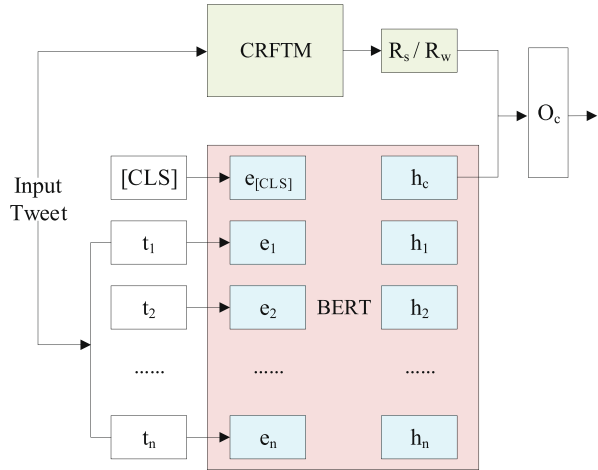 CRFTM
R_s / R_w
O_c
Input
Tweet
[CLS]
e_[CLS]
h_c
t_1
e_1
h_1
t_2
e_2
BERT
h_2
......
......
......
t_n
e_n
h_n